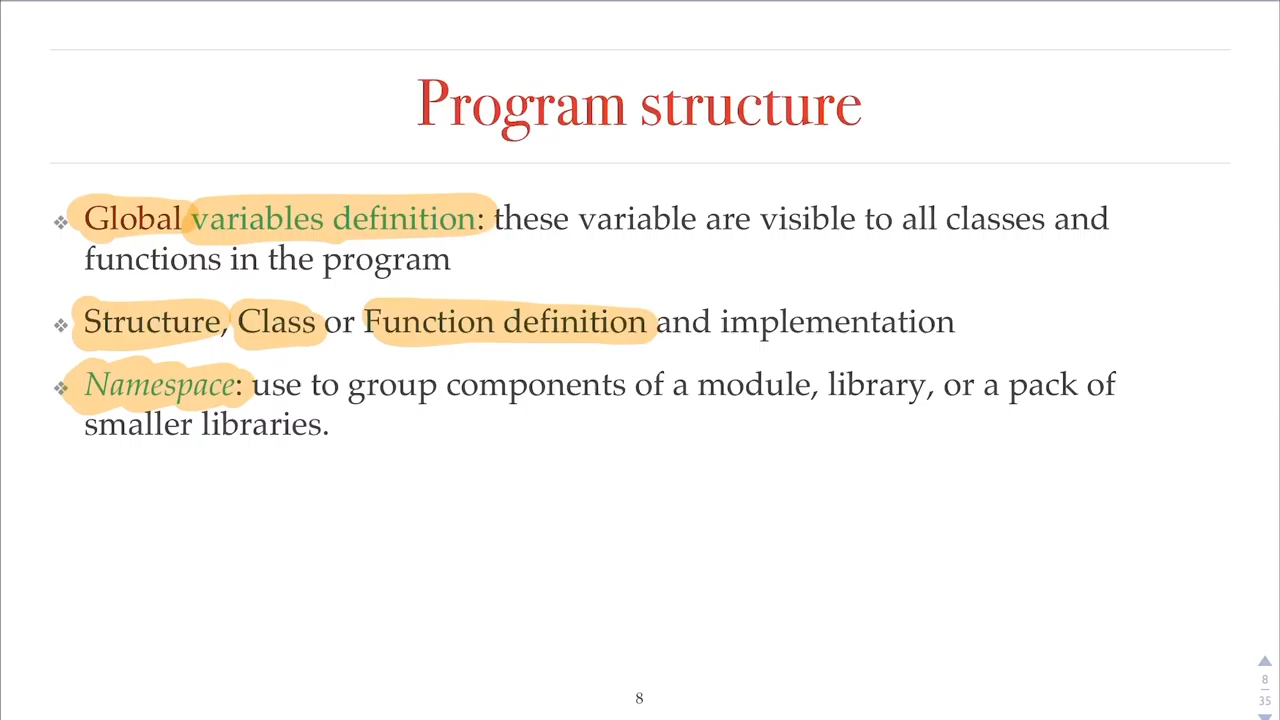 Program structure
❖ Global variables definition: these variable are visible to all classes and
functions in the program
❖ Structure, Class or Function definition and implementation
❖ Namespace: use to group components of a module, library, or a pack of
smaller libraries.
8
8
35